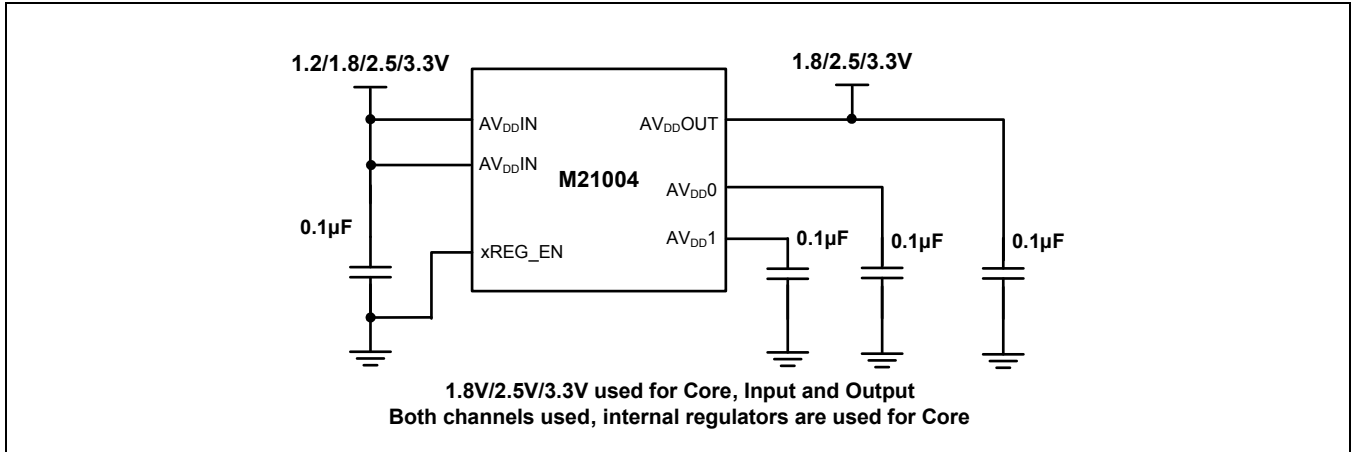 1.2/1.8/2.5/3.3V
1.8/2.5/3.3V
AVDDIN
AVDDOUT
AVDDIN
M21004
AVDD0
0.1µF
xREG_EN
AVDD1
0.1µF
0.1µF
0.1µF
1.8V/2.5V/3.3V used for Core, Input and Output
Both channels used, internal regulators are used for Core